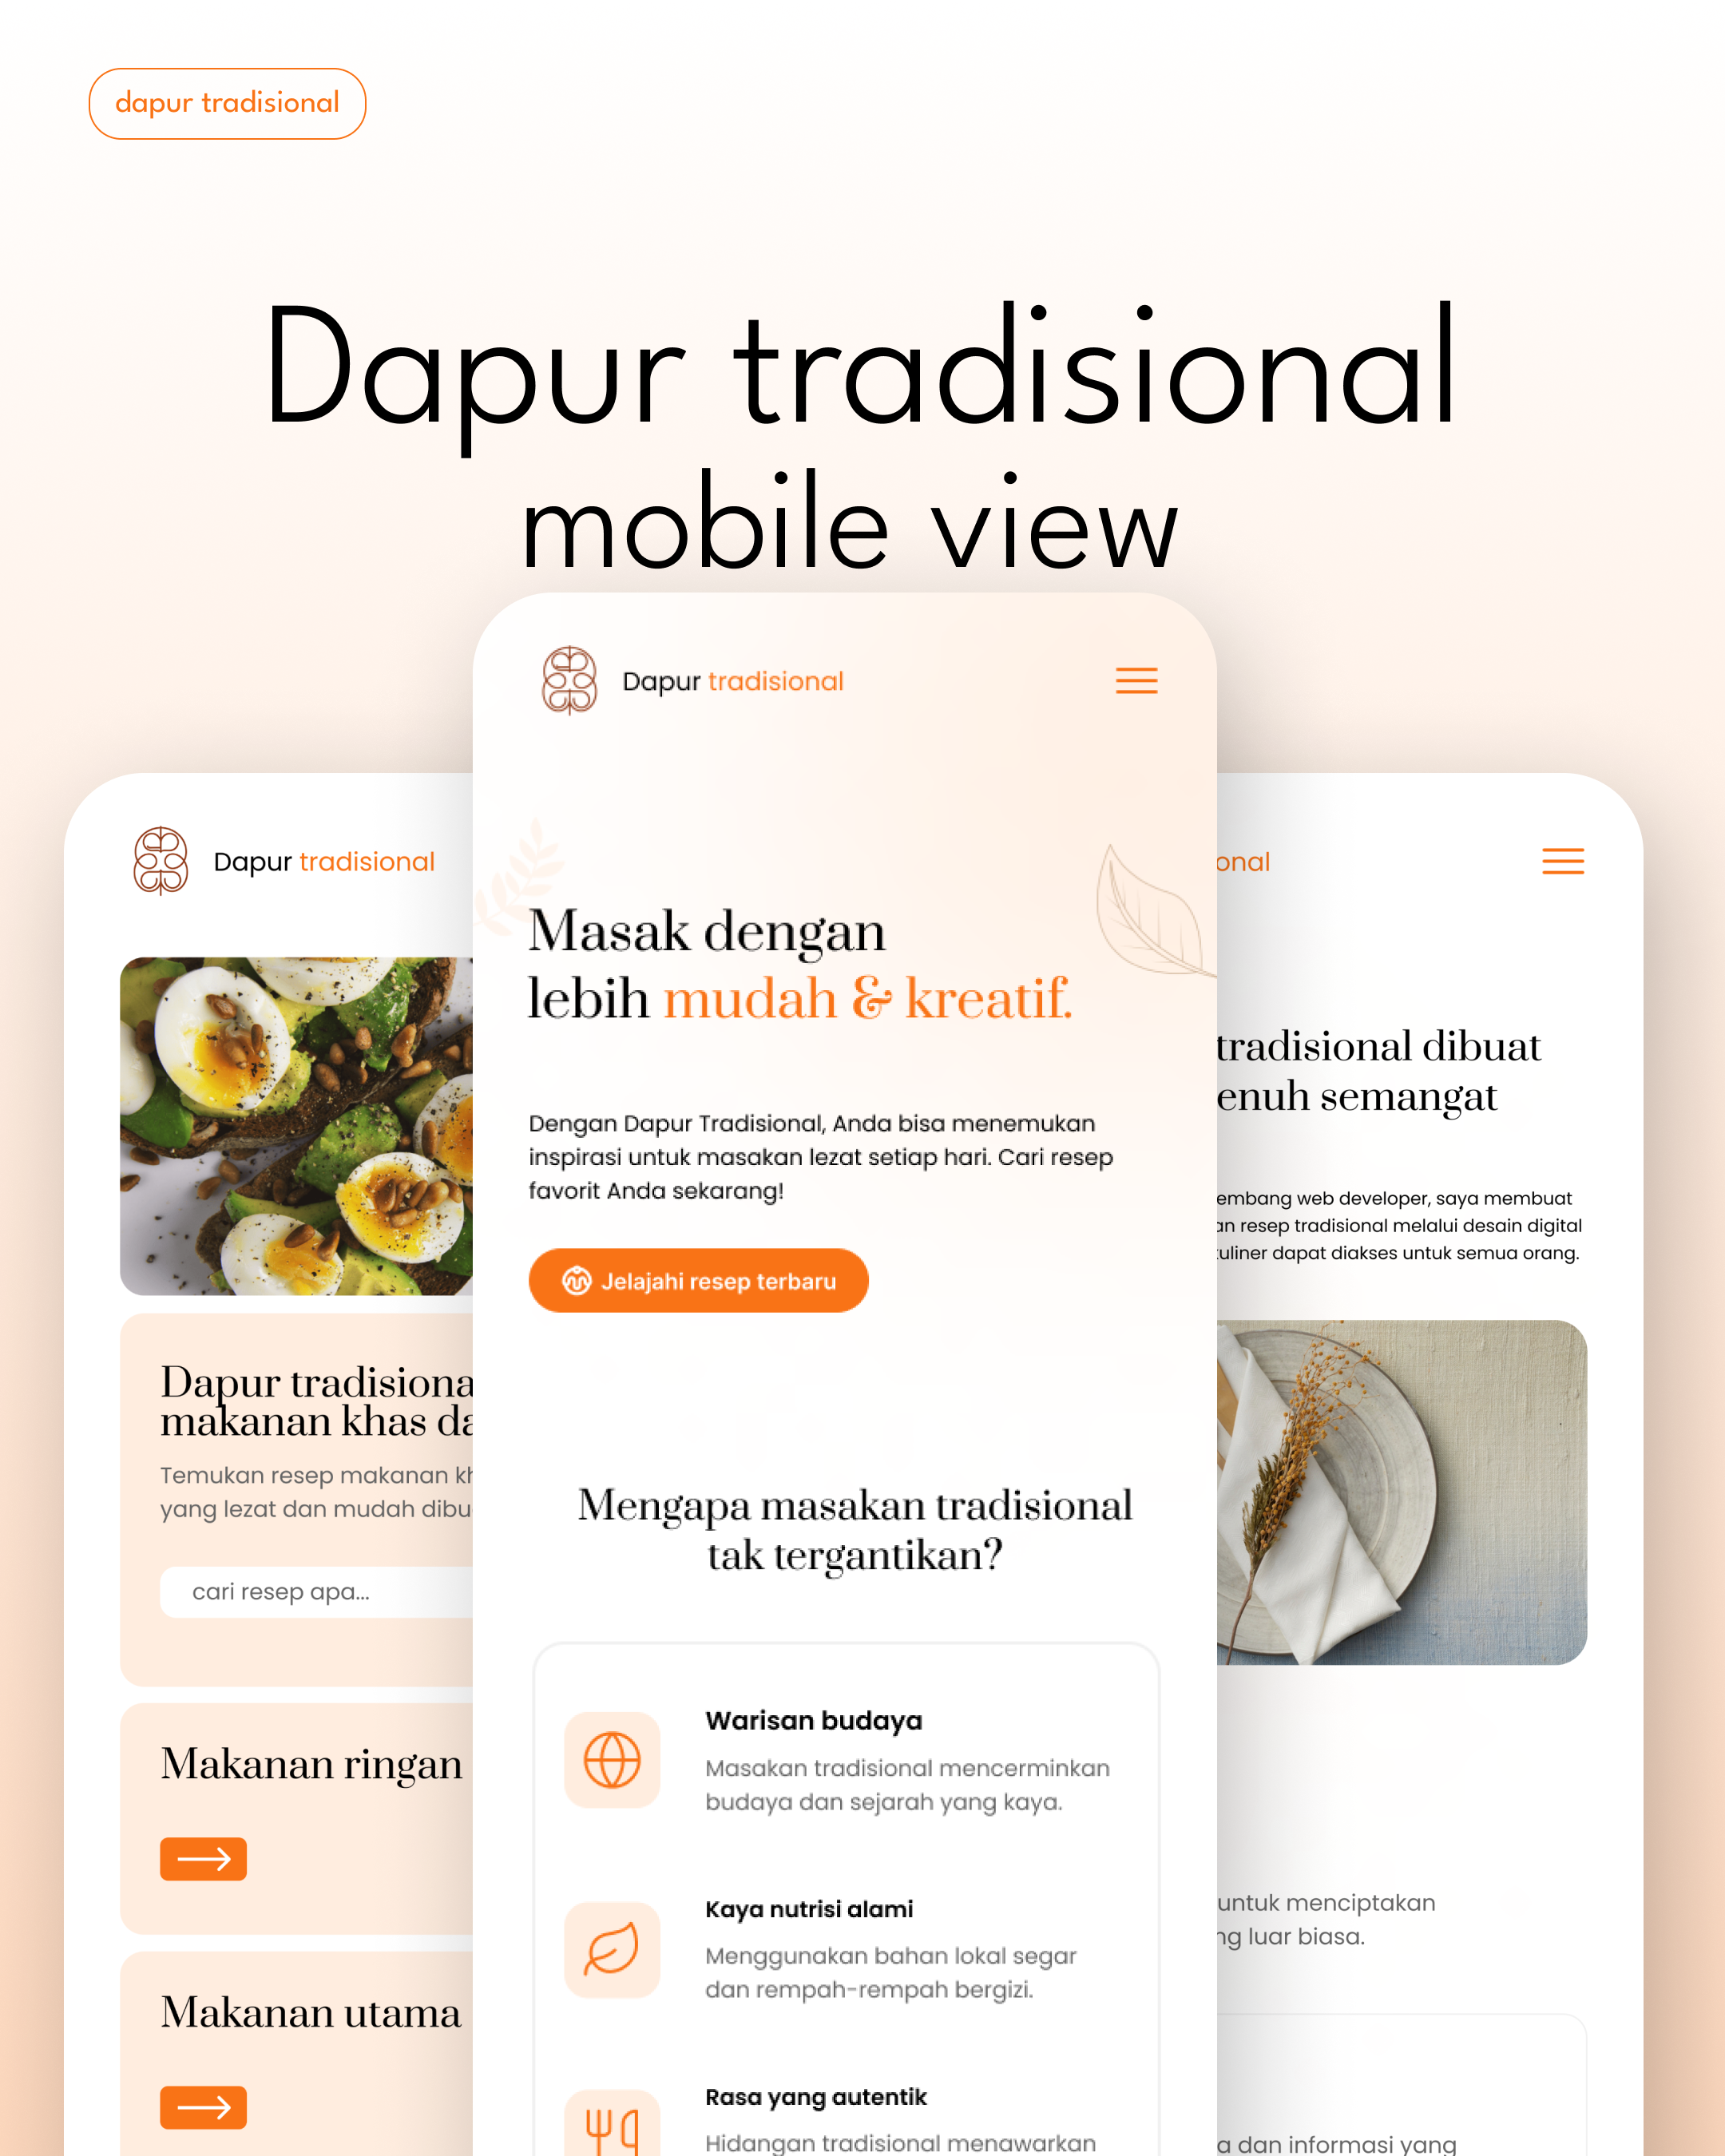 dapur tradisional
Dapur tradisional
mobile view
Dapur tradisional
Masak dengan
lebih mudah & kreatif.
Dengan Dapur Tradisional, Anda bisa menemukan
inspirasi untuk masakan lezat setiap hari. Cari resep
favorit Anda sekarang!
Jelajahi resep terbaru
Mengapa masakan tradisional
tak tergantikan?
Warisan budaya
Masakan tradisional mencerminkan
budaya dan sejarah yang kaya.
Kaya nutrisi alami
Menggunakan bahan lokal segar
dan rempah-rempah bergizi.
Rasa yang autentik
Hidangan tradisional menawarkan
Dapur tradisional
Dapur tradisiona
makanan khas da
Temukan resep makanan kh
yang lezat dan mudah dibu
cari resep apa...
Makanan ringan
Makanan utama
onal
tradisional dibuat
enuh semangat
embang web developer, saya membuat
an resep tradisional melalui desain digital
uliner dapat diakses untuk semua orang.
untuk menciptakan
ng luar biasa.
a dan informasi yang